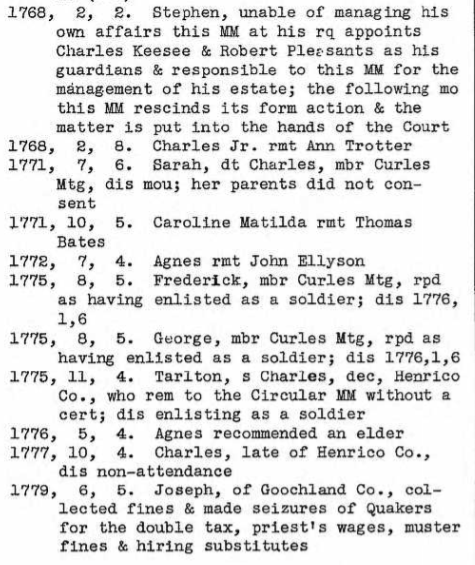 1768, 2, 2. Stephen, unable of managing his
own affairs this MM at his rq appoints
Charles Keesee & Robert Pleasants as his
guardians & responsible to this MM for the
management of his estate; the following mo
this MM rescinds its form action & the
matter is put into the hands of the Court
1768, 2, 8. Charles Jr. rmt Ann Trotter
1771, 7, 6. Sarah, dt Charles, mbr Curles
Mtg, dis mou; her parents did not con-
sent
1771, 10, 5. Caroline Matilda rmt Thomas
Bates
1772, 7, 4. Agnes rmt John Ellyson
1775, 8, 5. Frederick, mbr Curles Mtg, rpd
as having enlisted as a soldier; dis 1776,
1,6
1775, 8, 5. George, mbr Curles Mtg, rpd as
having enlisted as a soldier; dis 1776,1,6
1775, 11, 4. Tarlton, s Charles, dec, Henrico
Co., who rem to the Circular MM without a
cert; dis enlisting as a soldier
1776, 5, 4. Agnes recommended an elder
1777, 10, 4. Charles, late of Henrico Co.,
dis non-attendance
1779, 6, 5. Joseph, of Goochland Co., col-
lected fines & made seizures of Quakers
for the double tax, priest's wages, muster
fines & hiring substitutes